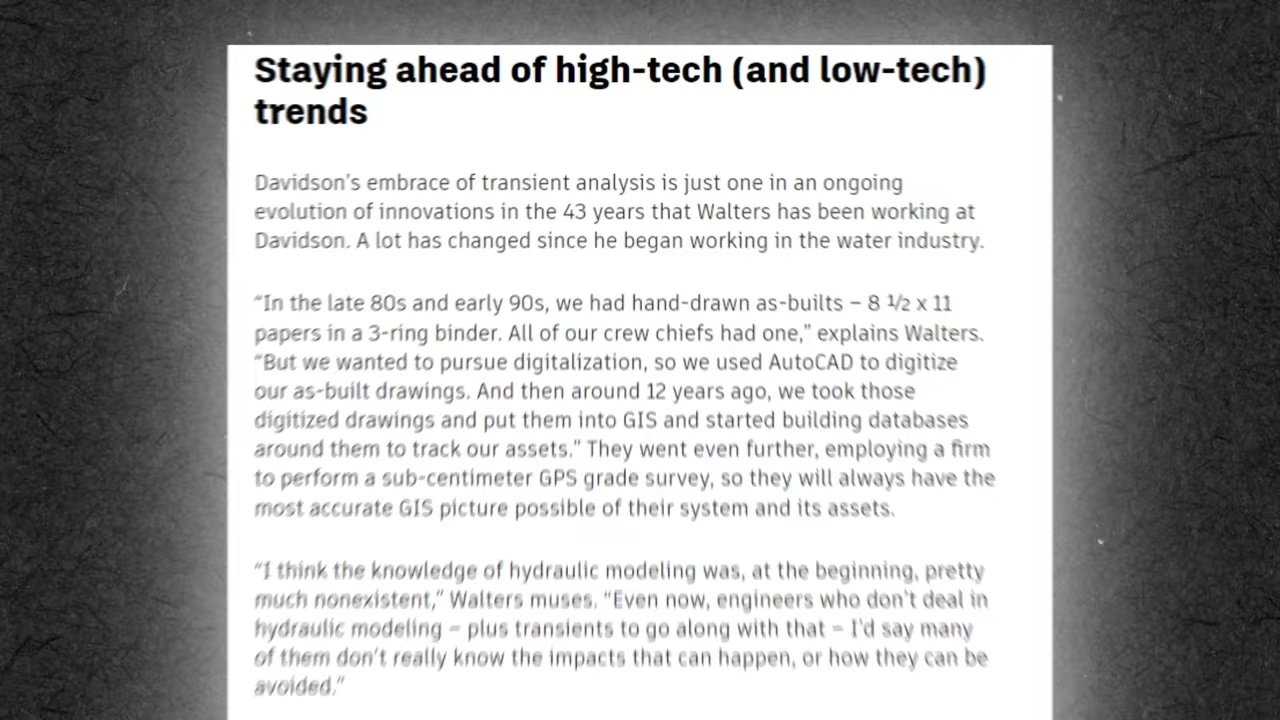 Staying ahead of high-tech (and low-tech)
trends
Davidson's embrace of transient analysis is just one in an ongoing
evolution of innovations in the 43 years that Walters has been working at
Davidson. A lot has changed since he began working in the water industry.
“In the late 80s and early 90s, we had hand-drawn as-builts – 8 ½ x 11
papers in a 3-ring binder. All of our crew chiefs had one,” explains Walters.
“But we wanted to pursue digitalization, so we used AutoCAD to digitize
our as-built drawings. And then around 12 years ago, we took those
digitized drawings and put them into GIS and started building databases
around them to track our assets.” They went even further, employing a firm
to perform a sub-centimeter GPS grade survey, so they will always have the
most accurate GIS picture possible of their system and its assets.
“I think the knowledge of hydraulic modeling was, at the beginning, pretty
much nonexistent,” Walters muses. “Even now, engineers who don't deal in
hydraulic modeling – plus transients to go along with that – I'd say many
of them don't really know the impacts that can happen, or how they can be
avoided.”